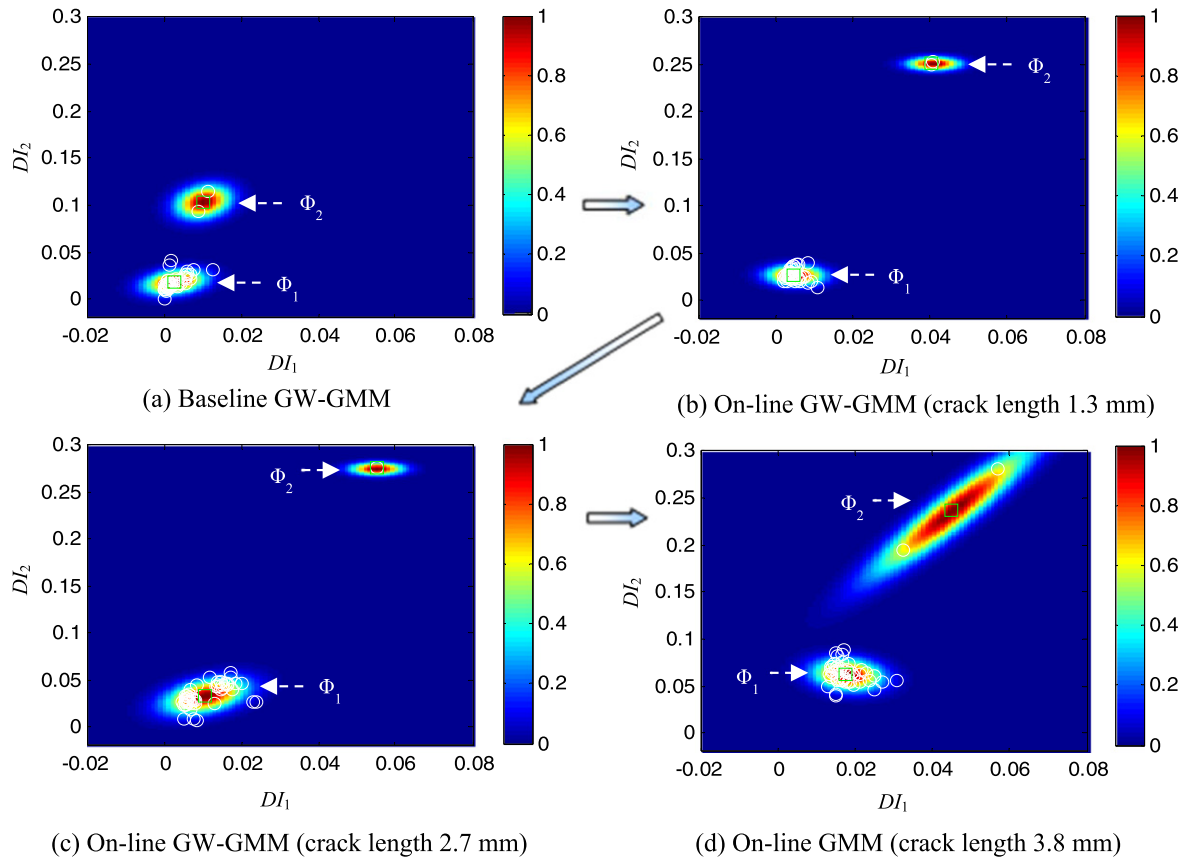 0.3
0.25
0.2
0.15
0.1
0.05
0
-0.02 0 0.02 0.04 0.06 0.08
DI2
DI1
Φ2
Φ1
1
0.8
0.6
0.4
0.2
0
(a) Baseline GW-GMM
0.3
0.25
0.2
0.15
0.1
0.05
0
-0.02 0 0.02 0.04 0.06 0.08
DI2
DI1
Φ2
Φ1
1
0.8
0.6
0.4
0.2
0
(b) On-line GW-GMM (crack length 1.3 mm)
0.3
0.25
0.2
0.15
0.1
0.05
0
-0.02 0 0.02 0.04 0.06 0.08
DI2
DI1
Φ2
Φ1
1
0.8
0.6
0.4
0.2
0
(c) On-line GW-GMM (crack length 2.7 mm)
0.3
0.25
0.2
0.15
0.1
0.05
0
-0.02 0 0.02 0.04 0.06 0.08
DI2
DI1
Φ2
Φ1
1
0.8
0.6
0.4
0.2
0
(d) On-line GMM (crack length 3.8 mm)